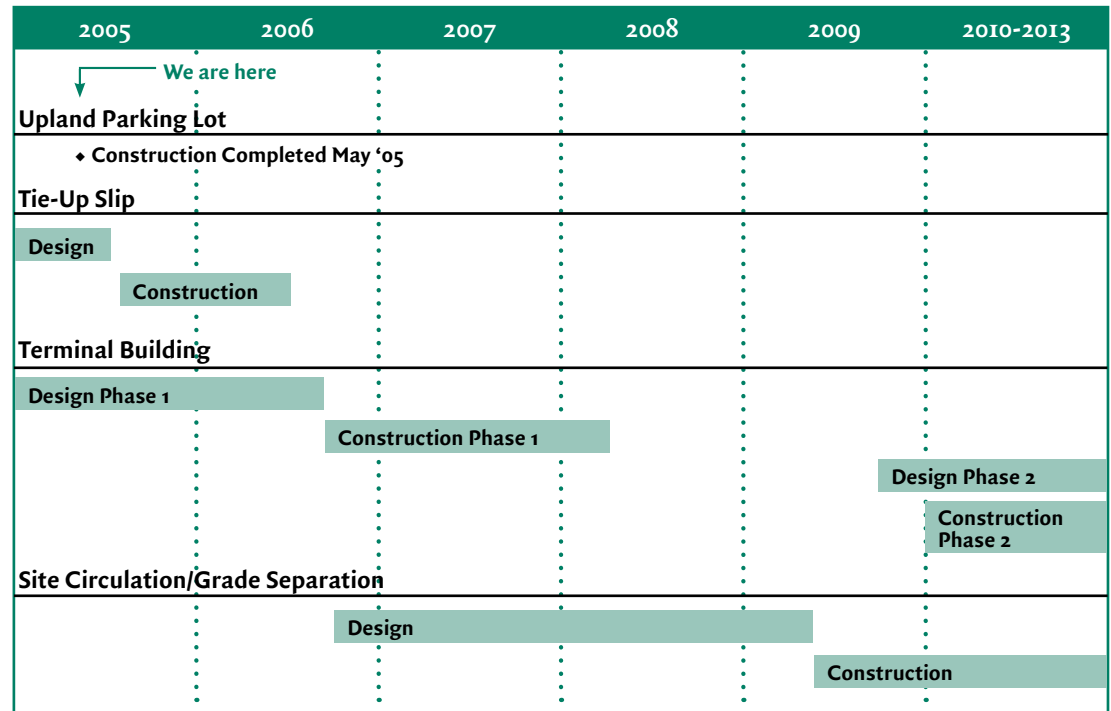 2005 2006 2007 2008 2009 2010-2013
We are here
Upland Parking Lot
Construction Completed May ‘05
Tie-Up Slip
Design
Construction
Terminal Building
Design Phase 1
Construction Phase 1
Design Phase 2
Construction
Phase 2
Site Circulation/Grade Separation
Design
Construction